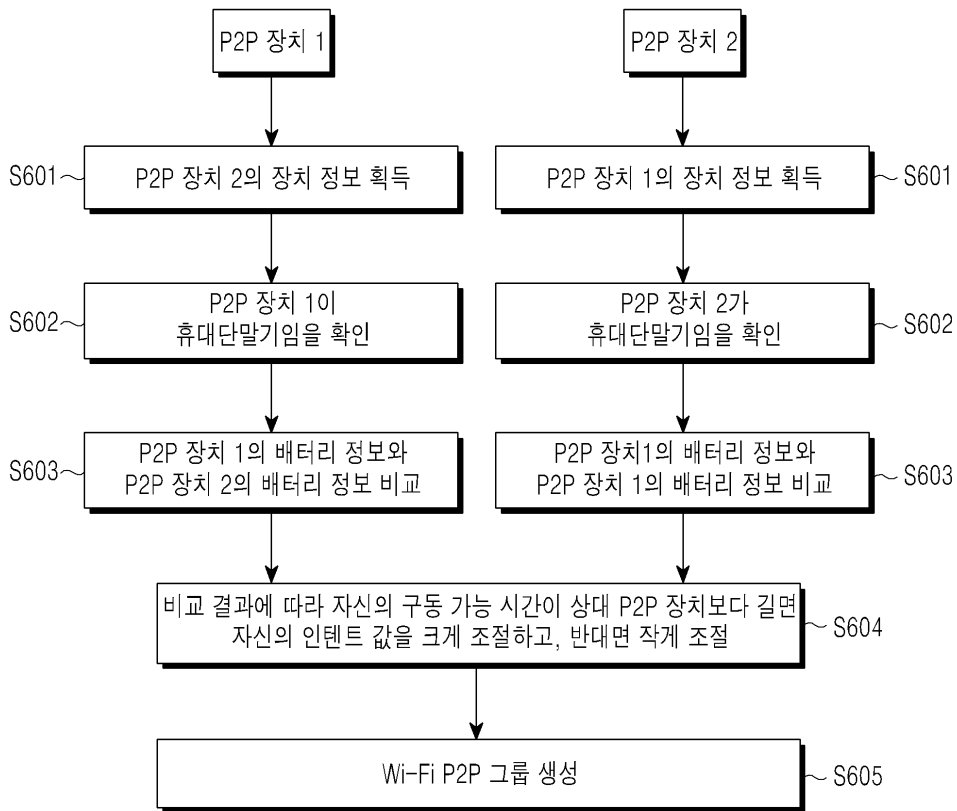 P2P 장치 1
P2P 장치 2
S601
P2P 장치 2의 장치 정보 획득
P2P 장치 1의 장치 정보 획득
S601
S602
P2P 장치 1이
휴대단말기임을 확인
P2P 장치 2가
휴대단말기임을 확인
S602
S603
P2P 장치 1의 배터리 정보와
P2P 장치 2의 배터리 정보 비교
P2P 장치1의 배터리 정보와
P2P 장치 1의 배터리 정보 비교
S603
비교 결과에 따라 자신의 구동 가능 시간이 상대 P2P 장치보다 길면
자신의 인텐트 값을 크게 조절하고, 반대면 작게 조절
S604
Wi-Fi P2P 그룹 생성
S605